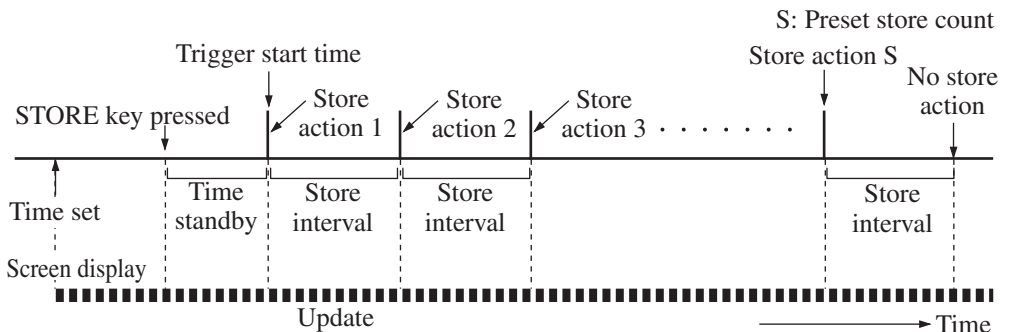 S: Preset store count
Trigger start time
Store action S
No store
action
STORE key pressed
Store
action 1
Store
action 2
Store
action 3
. . . . . . . .
Time set
Time
standby
Store
interval
Store
interval
Store
interval
Screen display
Update
Time